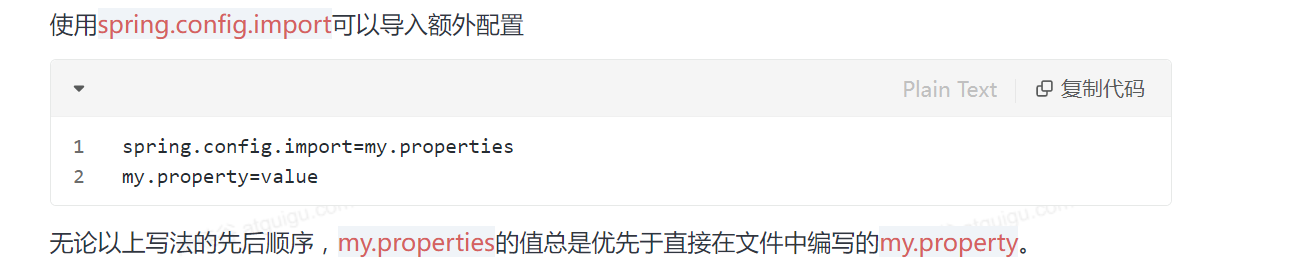 使用spring.config.import可以导入额外配置
Plain Text 复制代码
1 spring.config.import=my.properties
2 my.property=value
无论以上写法的先后顺序，my.properties的值总是优先于直接在文件中编写的my.property。